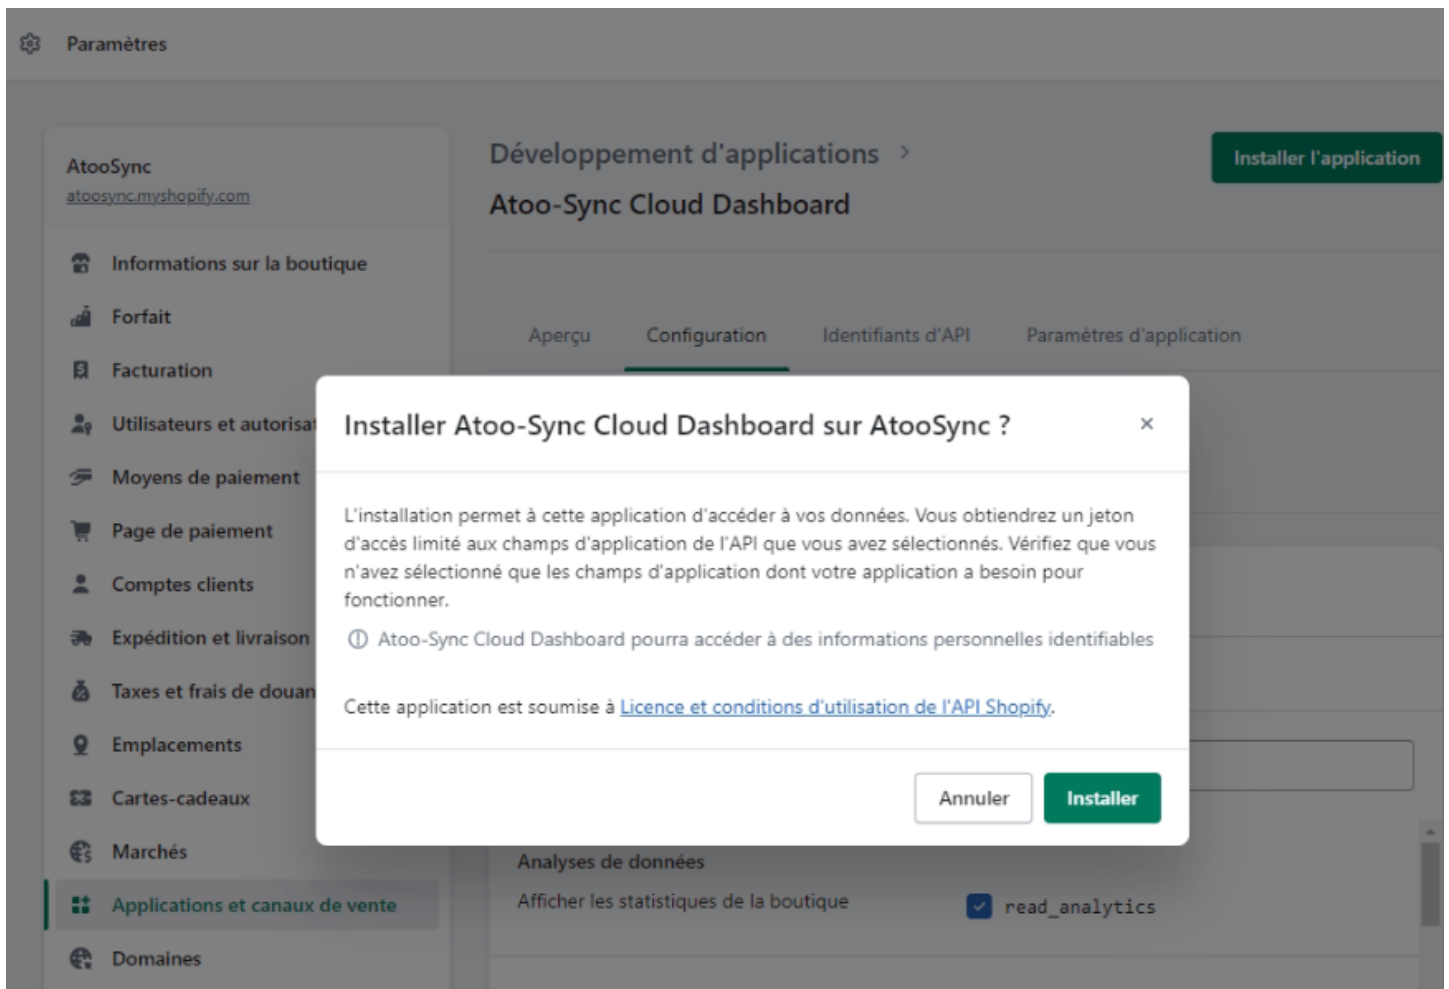 Paramètres
AtooSync
atoosync.myshopify.com
Informations sur la boutique
Forfait
Facturation
Utilisateurs et autorisat
Moyens de paiement
Page de paiement
Comptes clients
Expédition et livraison
Taxes et frais de douan
Emplacements
Cartes-cadeaux
Marchés
Applications et canaux de vente
Domaines
Développement d'applications >
Atoo-Sync Cloud Dashboard
Installer l'application
Aperçu Configuration Identifiants d'API Paramètres d'application
Installer Atoo-Sync Cloud Dashboard sur AtooSync ?
L'installation permet à cette application d'accéder à vos données. Vous obtiendrez un jeton
d'accès limité aux champs d'application de l'API que vous avez sélectionnés. Vérifiez que vous
n'avez sélectionné que les champs d'application dont votre application a besoin pour
fonctionner.
Atoo-Sync Cloud Dashboard pourra accéder à des informations personnelles identifiables
Cette application est soumise à Licence et conditions d'utilisation de l'API Shopify.
Annuler Installer
Analyses de données
Afficher les statistiques de la boutique read_analytics